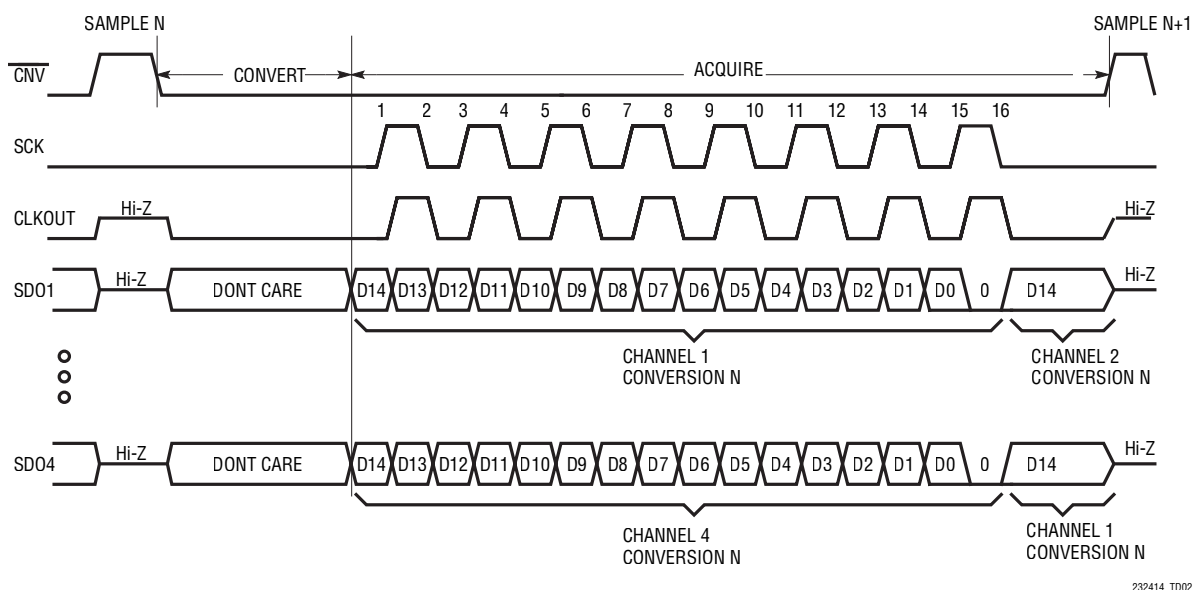 SAMPLE N SAMPLE N+1
CNV CONVERT ACQUIRE
1 2 3 4 5 6 7 8 9 10 11 12 13 14 15 16
SCK
CLKOUT Hi-Z Hi-Z
SDO1 Hi-Z DONT CARE D14 D13 D12 D11 D10 D9 D8 D7 D6 D5 D4 D3 D2 D1 D0 0 D14 Hi-Z
CHANNEL 1 CHANNEL 2
CONVERSION N CONVERSION N
SDO4 Hi-Z DONT CARE D14 D13 D12 D11 D10 D9 D8 D7 D6 D5 D4 D3 D2 D1 D0 0 D14 Hi-Z
CHANNEL 4 CHANNEL 1
CONVERSION N CONVERSION N
232414 TD02